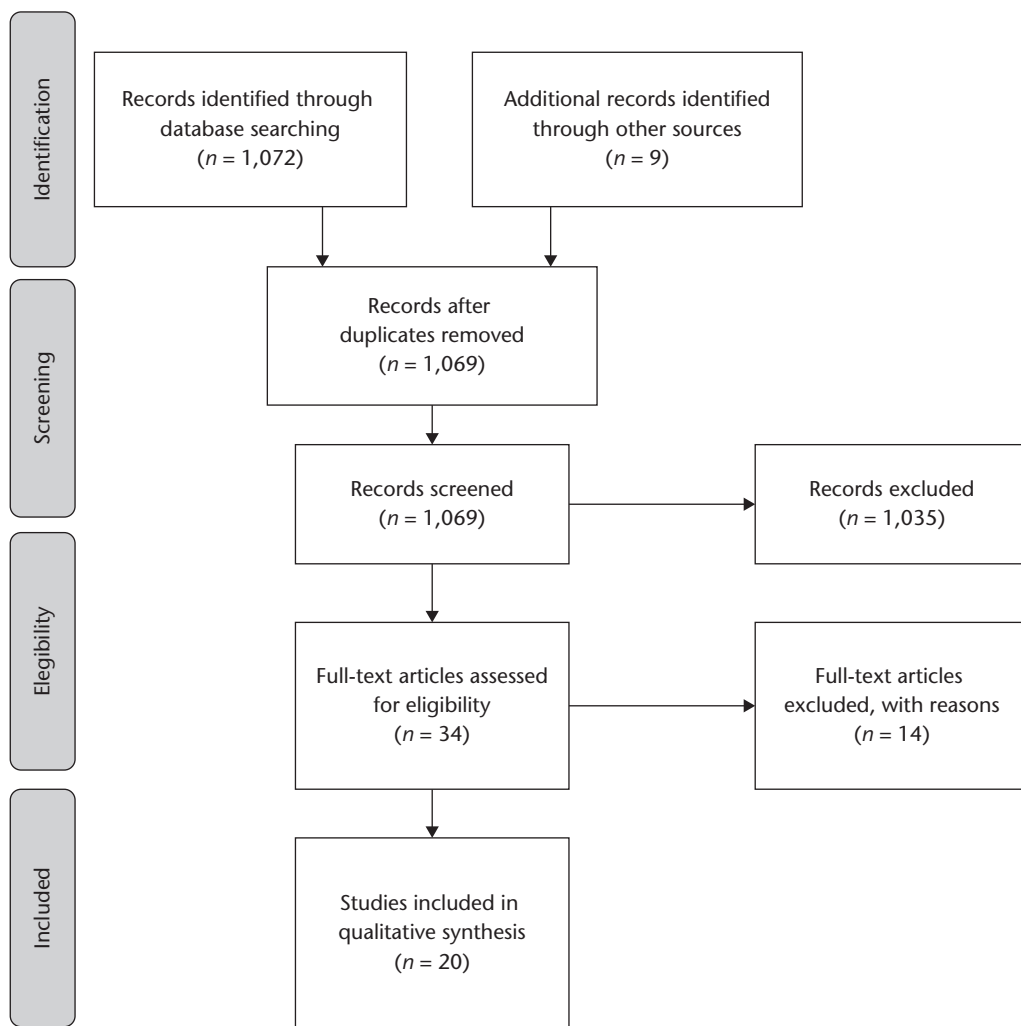 Identification
Records identified through
database searching
(n = 1,072)
Additional records identified
through other sources
(n = 9)
Screening
Records after
duplicates removed
(n = 1,069)
Records screened
(n = 1,069)
Records excluded
(n = 1,035)
Elegibility
Full-text articles assessed
for eligibility
(n = 34)
Full-text articles
excluded, with reasons
(n = 14)
Included
Studies included in
qualitative synthesis
(n = 20)